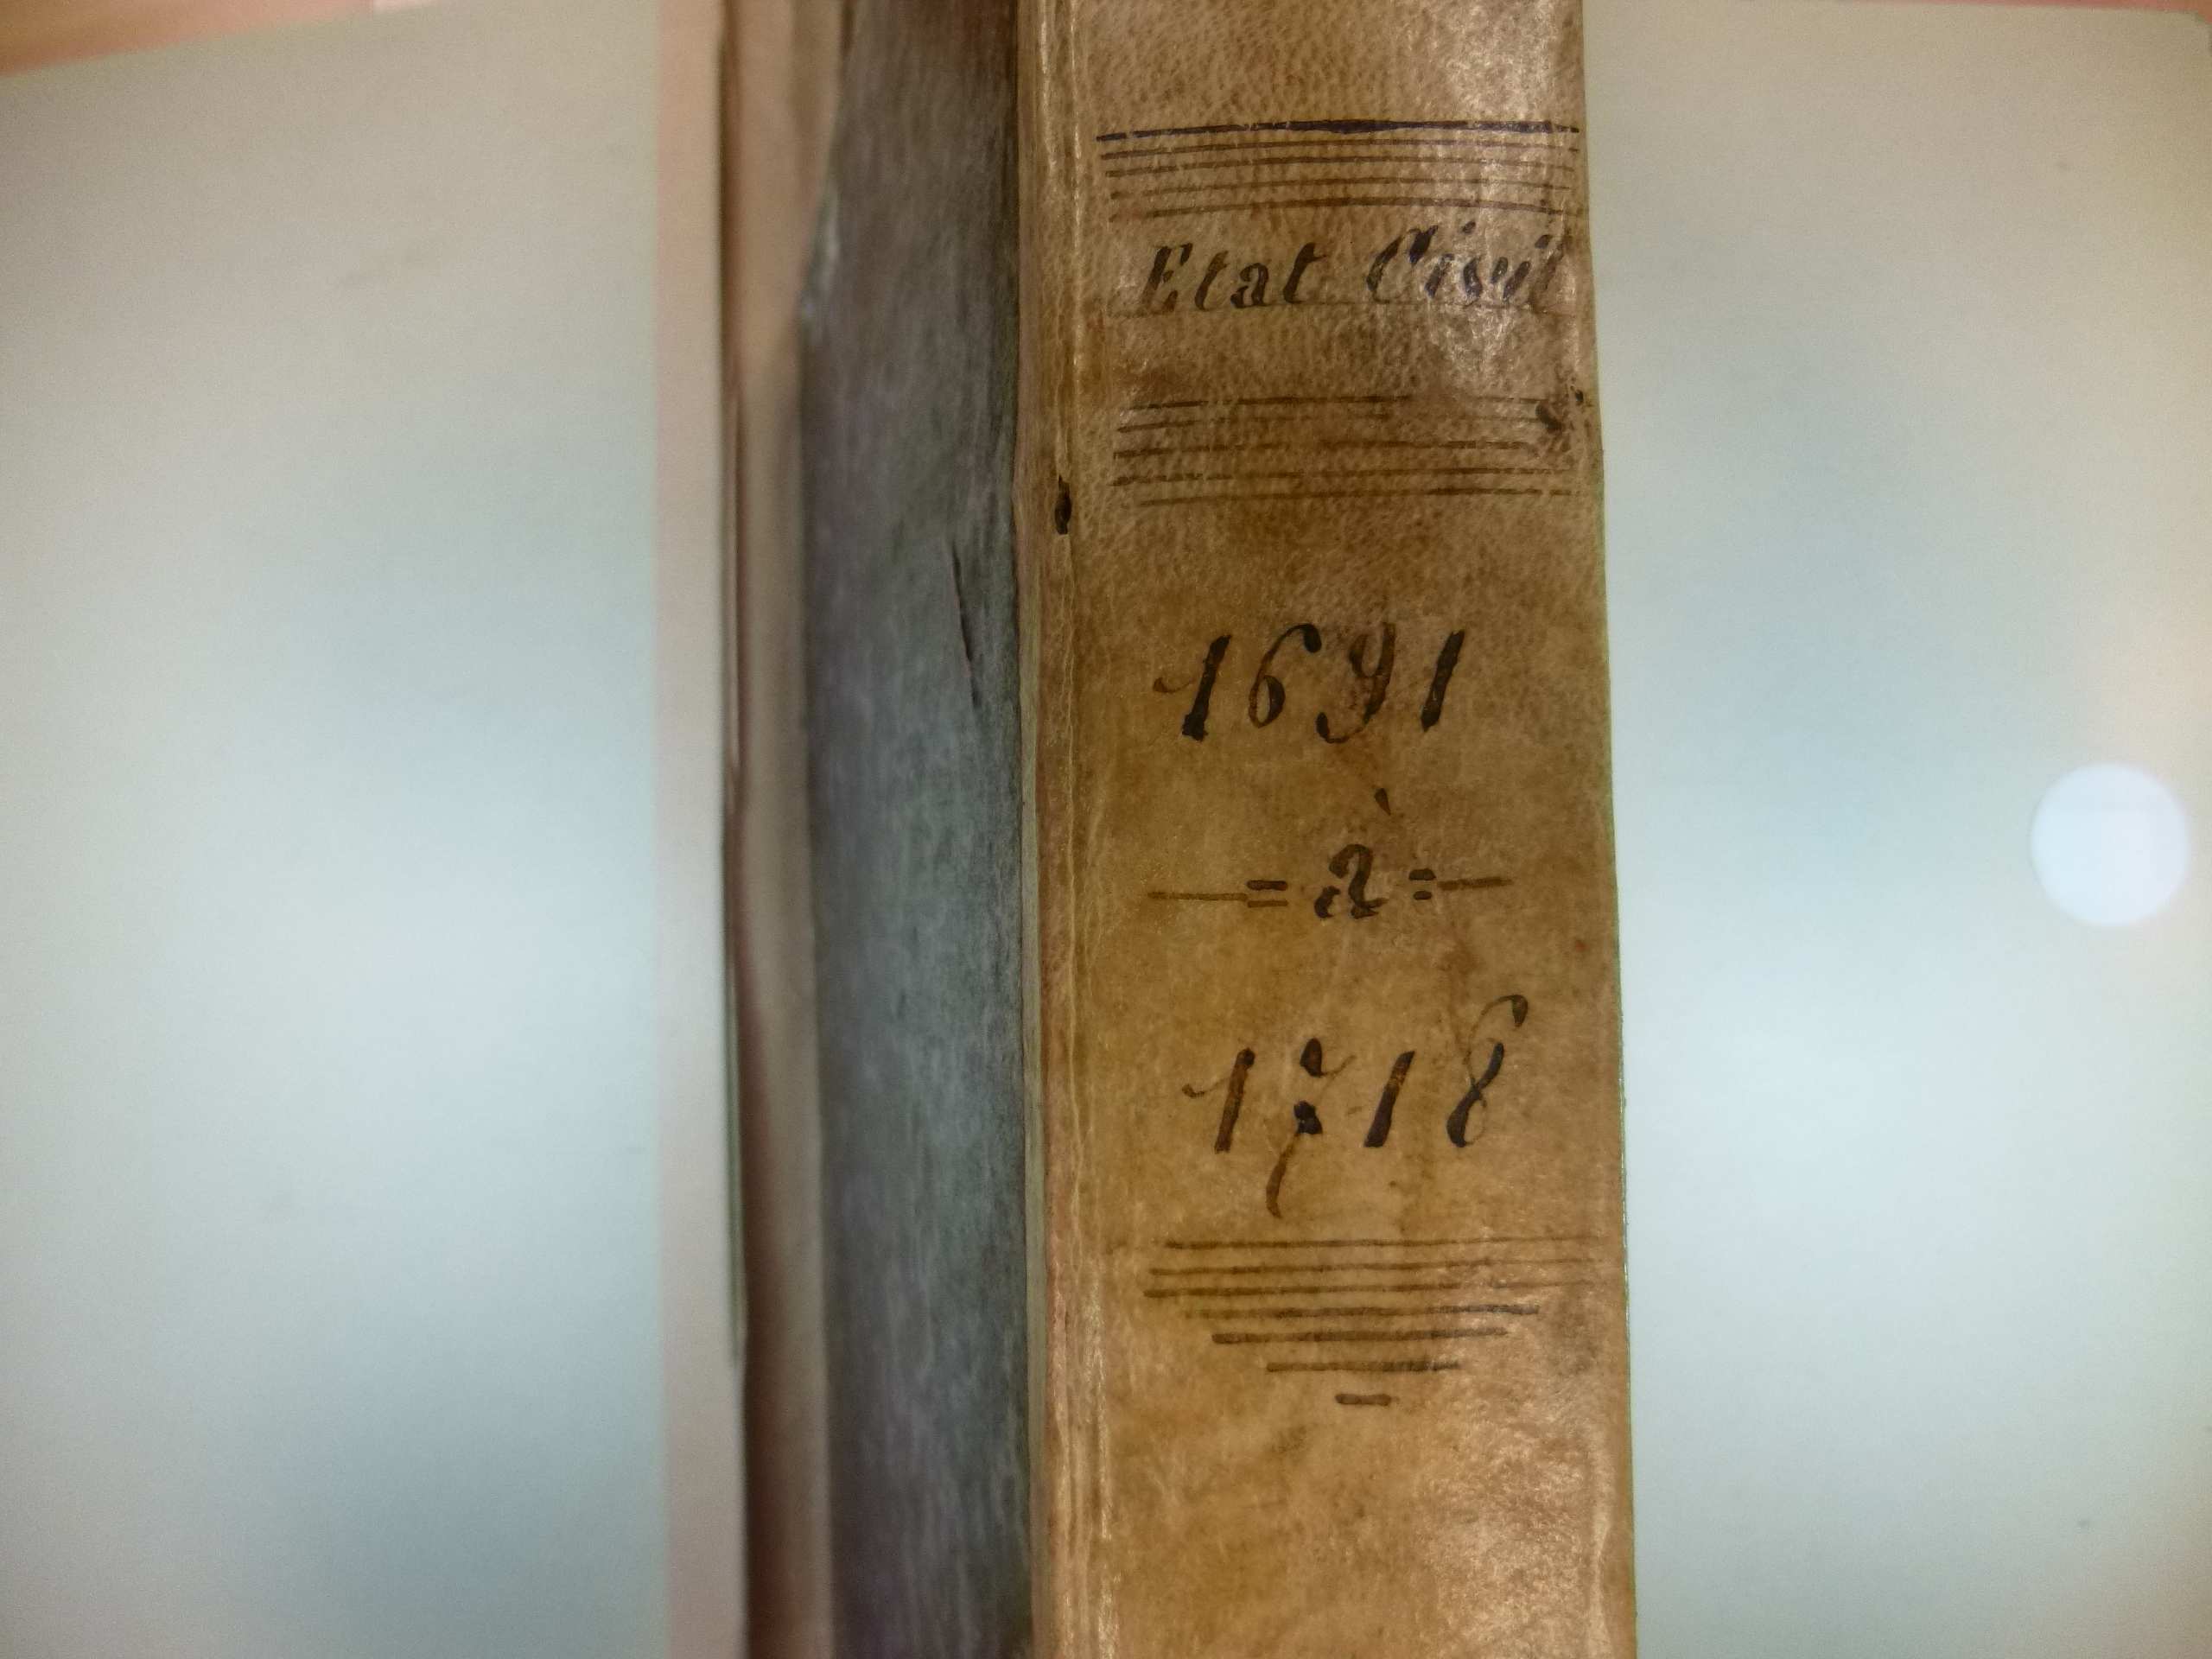 Etat Civil
1691
= à =
1718